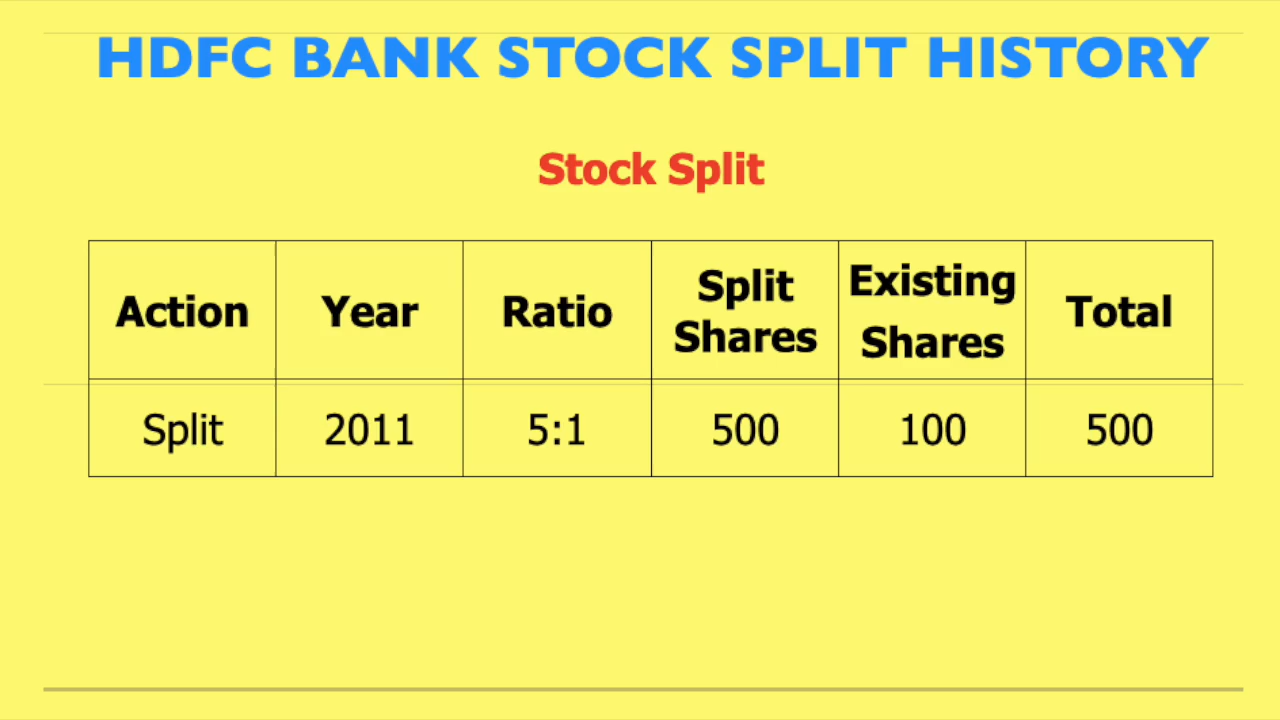 HDFC BANK STOCK SPLIT HISTORY
Stock Split
Action Year Ratio Split Shares Existing Shares Total
Split 2011 5:1 500 100 500